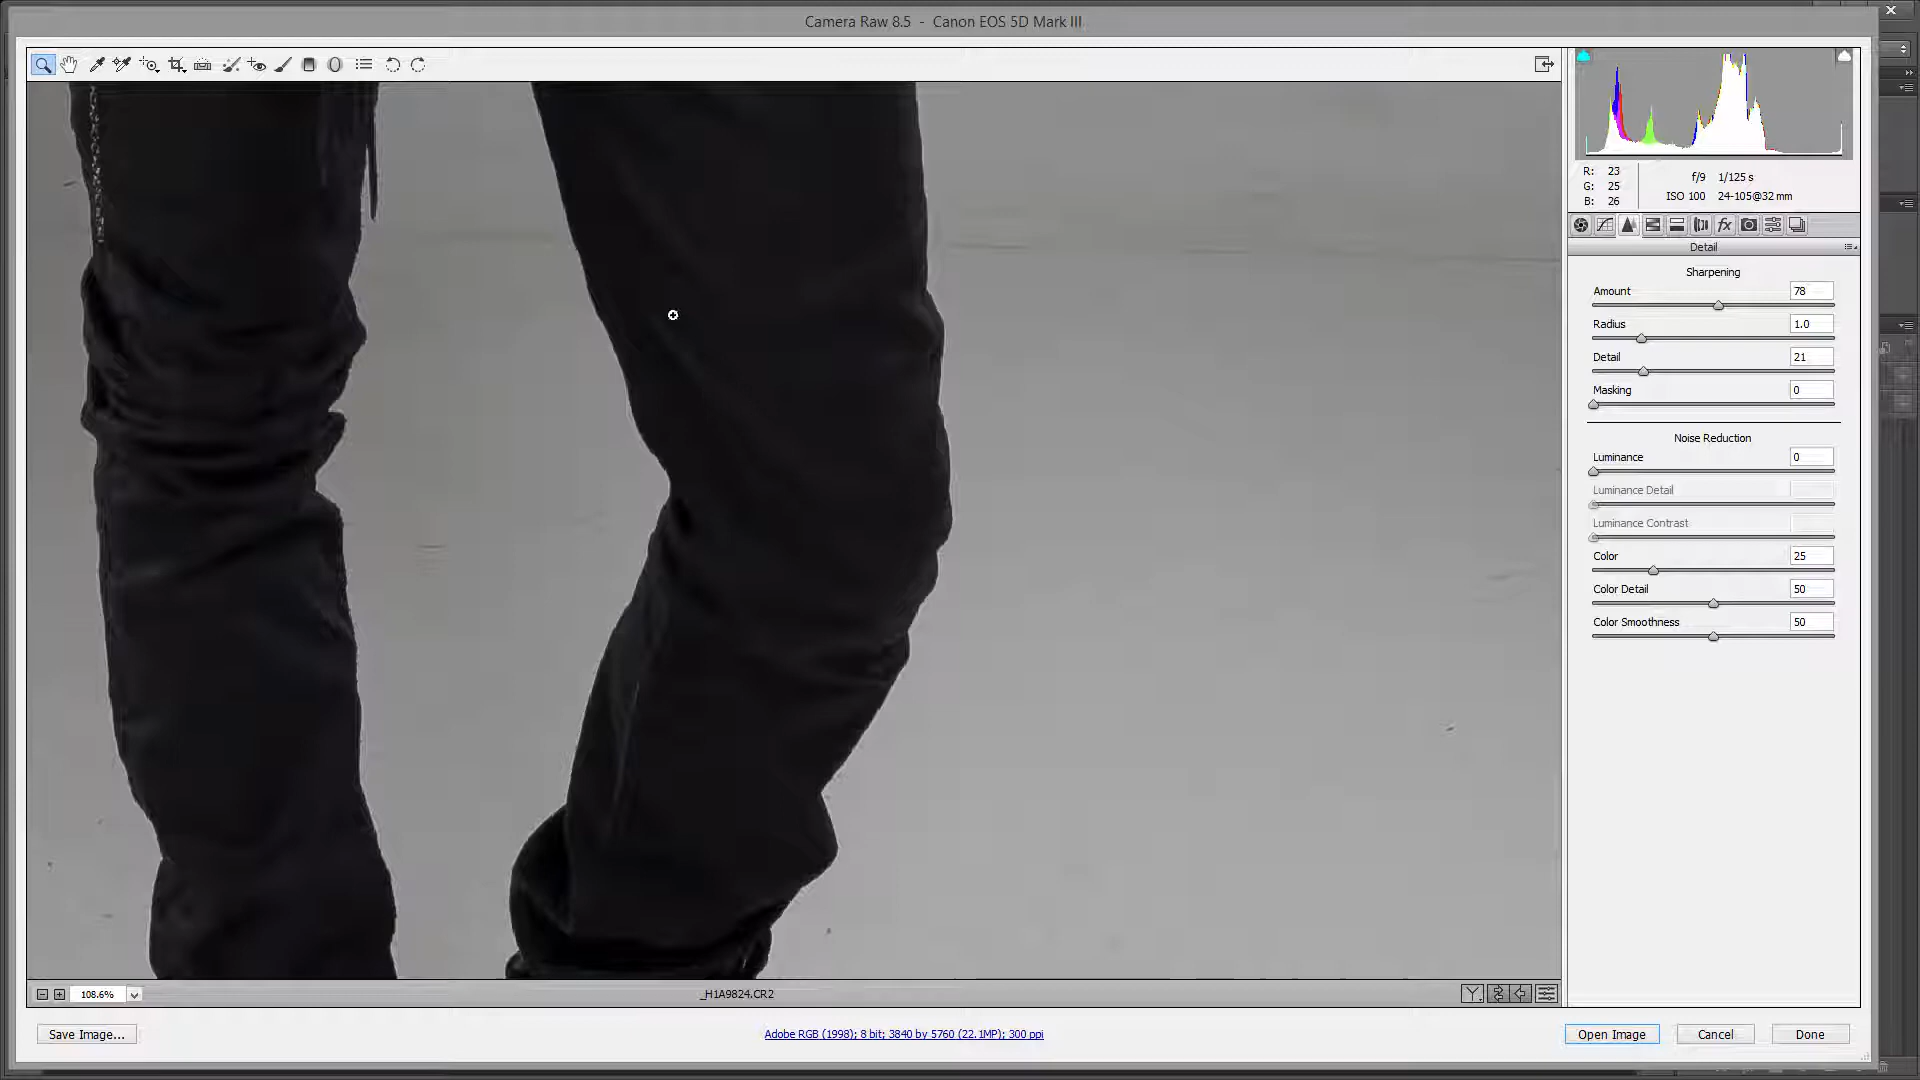 Camera Raw 8.5 - Canon EOS 5D Mark III
R: 23
G: 25
B: 26
f/9 1/125 s
ISO 100 24-105@32 mm
fx
Detail
Sharpening
Amount 78
Radius 1.0
Detail 21
Masking 0
Noise Reduction
Luminance 0
Luminance Detail
Luminance Contrast
Color 25
Color Detail 50
Color Smoothness 50
108.6%
_H1A9824.CR2
Y
Save Image...
Adobe RGB (1998); 8 bit; 3840 by 5760 (22.1MP); 300 ppi
Open Image
Cancel
Done